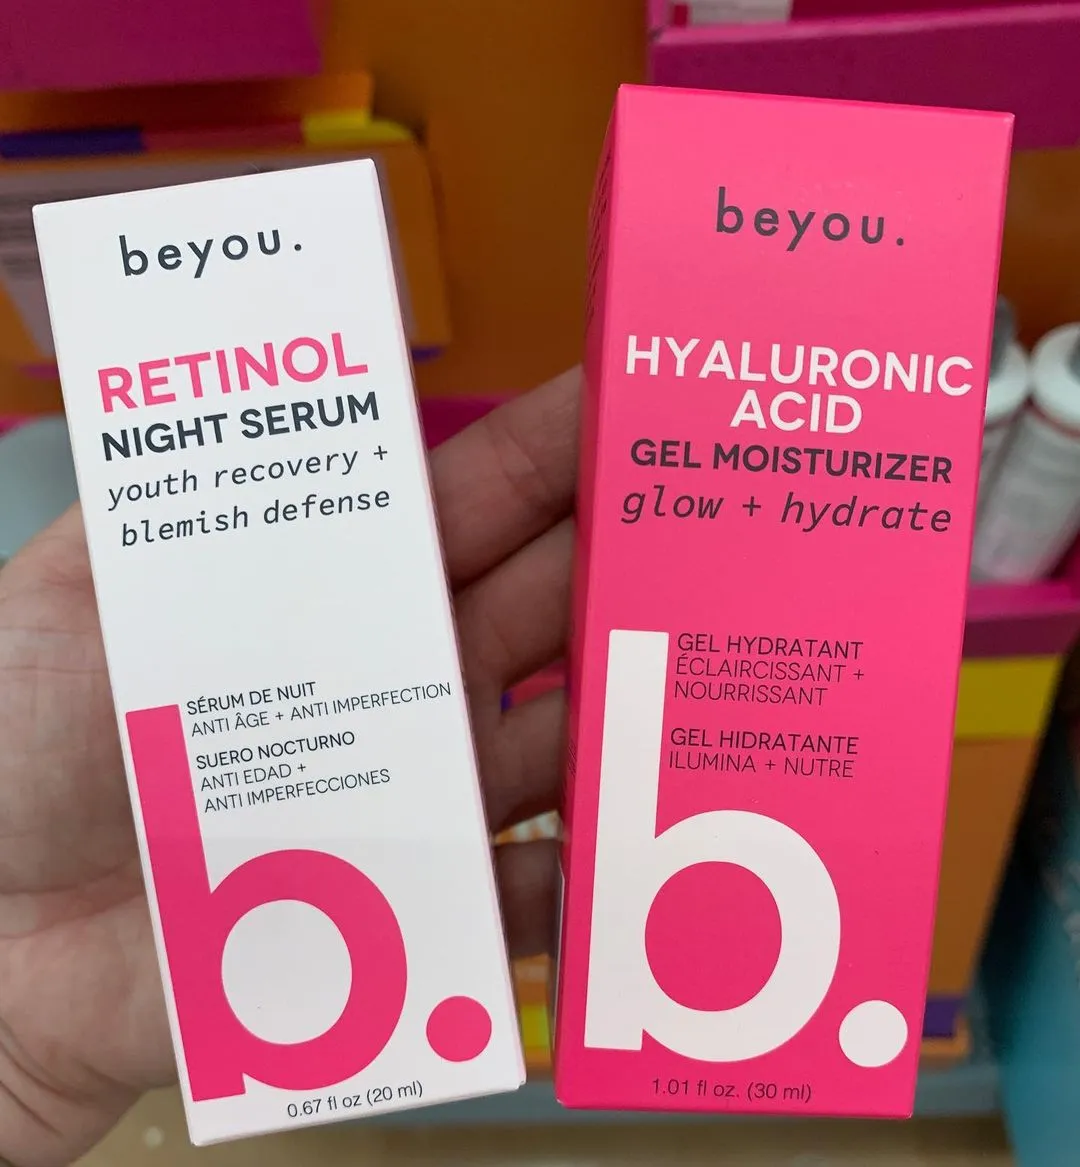 beyou.
RETINOL
NIGHT SERUM
youth recovery +
blemish defense
SÉRUM DE NUIT
ANTI ÂGE + ANTI IMPERFECTION
SUERO NOCTURNO
ANTI EDAD +
ANTI IMPERFECCIONES
b.
0.67 fl oz (20 ml)
beyou.
HYALURONIC
ACID
GEL MOISTURIZER
glow + hydrate
GEL HYDRATANT
ÉCLAIRCISSANT +
NOURRISSANT
GEL HIDRATANTE
ILUMINA + NUTRE
b.
1.01 fl oz. (30 ml)